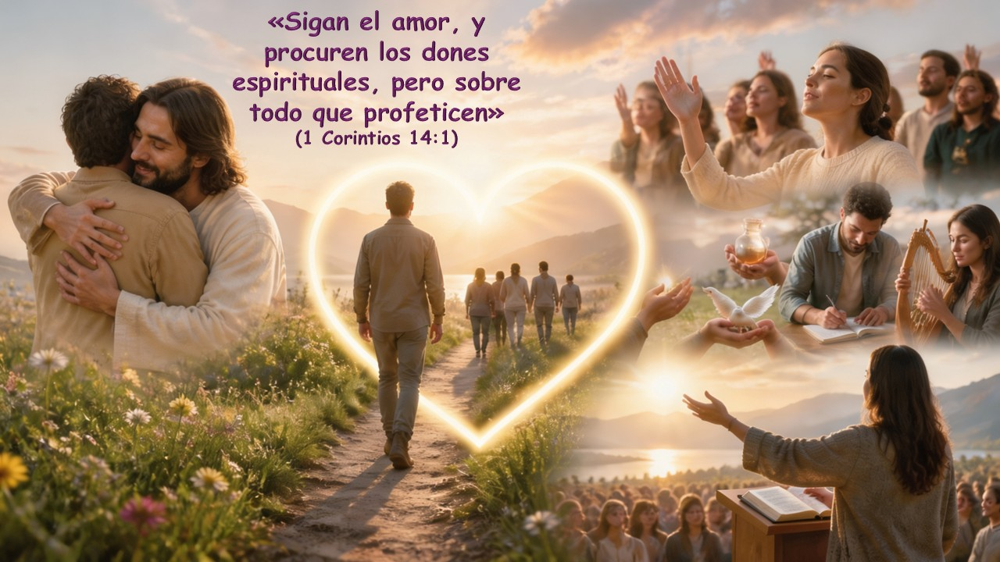 «Sigan el amor, y
procuren los dones
espirituales, pero sobre
todo que profeticen»
(1 Corintios 14:1)